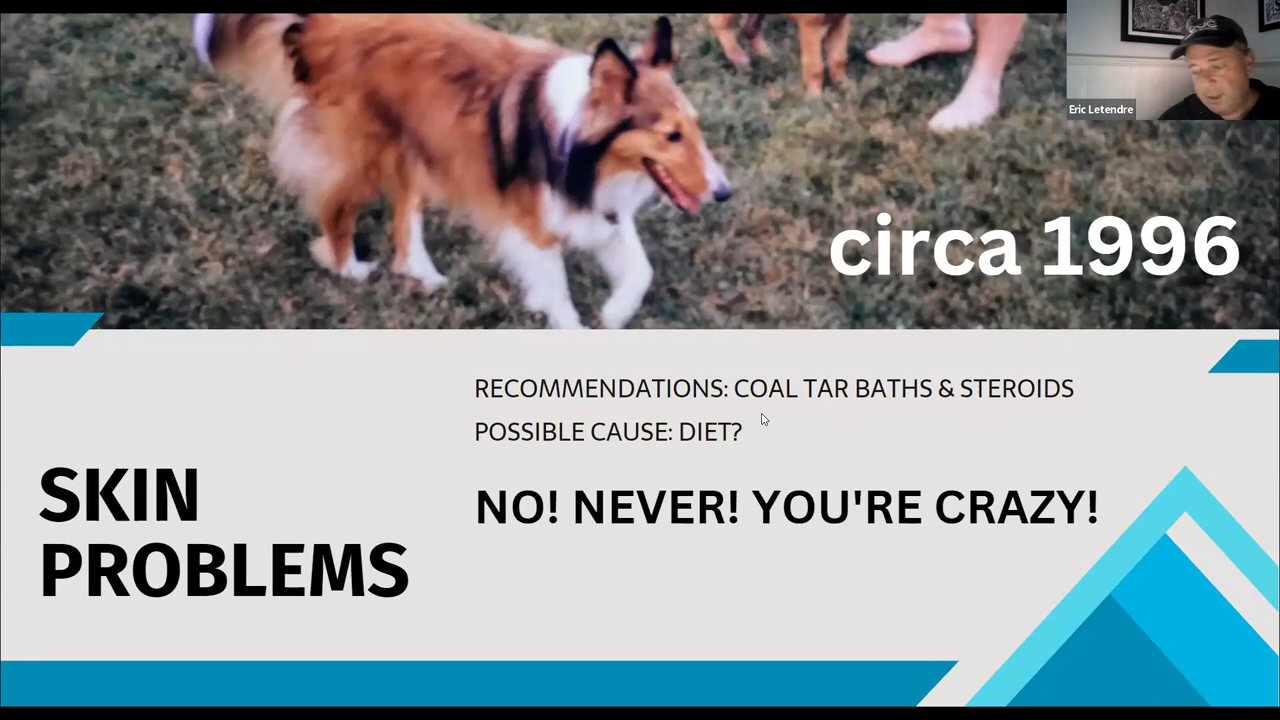 Eric Letendre
circa 1996
RECOMMENDATIONS: COAL TAR BATHS & STEROIDS
POSSIBLE CAUSE: DIET?
NO! NEVER! YOU'RE CRAZY!
SKIN
PROBLEMS